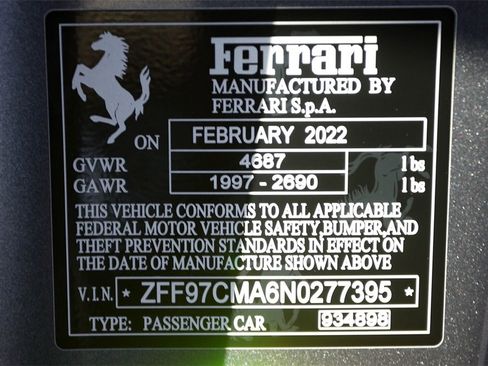 Ferrari
MANUFACTURED BY
FERRARI S.p.A.
ON FEBRUARY 2022
GVWR 4687 lbs
GAWR 1997 - 2690 lbs
THIS VEHICLE CONFORMS TO ALL APPLICABLE
FEDERAL MOTOR VEHICLE SAFETY,BUMPER,AND
THEFT PREVENTION STANDARDS IN EFFECT ON
THE DATE OF MANUFACTURE SHOWN ABOVE
V.I.N. * ZFF97CMA6N0277395 *
TYPE: PASSENGER CAR 934898